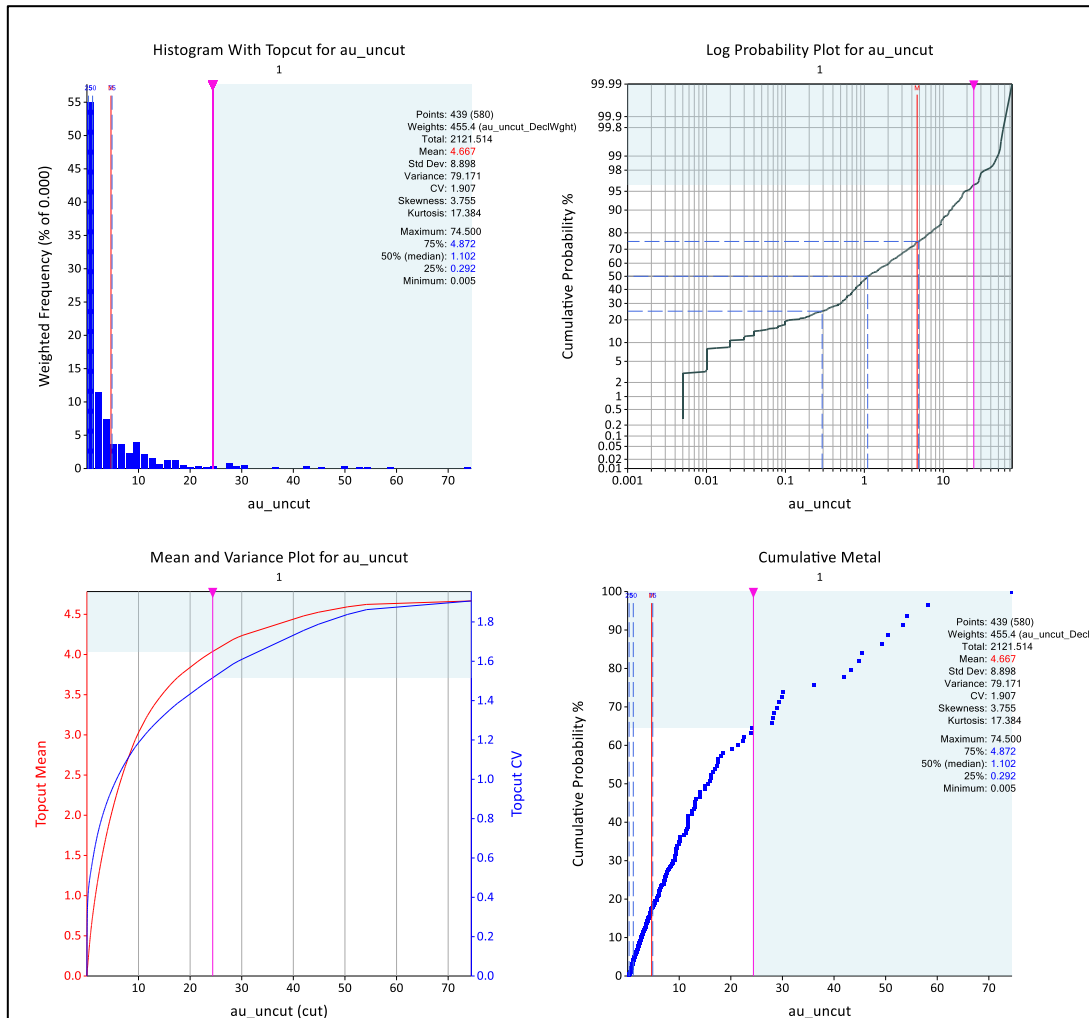 Histogram With Topcut for au_uncut
1
55
50
45
40
35
30
25
20
15
10
5
0
Weighted Frequency (% of 0.000)
10 20 30 40 50 60 70
au_uncut
Points: 439 (580)
Weights: 455.4 (au_uncut_DeclWght)
Total: 2121.514
Mean: 4.667
Std Dev: 8.898
Variance: 79.171
CV: 1.907
Skewness: 3.755
Kurtosis: 17.384
Maximum: 74.500
75%: 4.872
50% (median): 1.102
25%: 0.292
Minimum: 0.005
Log Probability Plot for au_uncut
1
M
99.99
99.9
99.8
99
98
95
90
80
70
60
50
40
30
20
10
5
2
1
0.5
0.2
0.1
0.05
0.02
0.01
Cumulative Probability %
0.001 0.01 0.1 1 10
au_uncut
Mean and Variance Plot for au_uncut
1
4.5
4.0
3.5
3.0
2.5
2.0
1.5
1.0
0.5
0.0
Topcut Mean
1.8
1.6
1.4
1.2
1.0
0.8
0.6
0.4
0.2
0.0
Topcut CV
10 20 30 40 50 60 70
au_uncut (cut)
Cumulative Metal
1
100
90
80
70
60
50
40
30
20
10
0
Cumulative Probability %
10 20 30 40 50 60 70
au_uncut
Points: 439 (580)
Weights: 455.4 (au_uncut_Decl
Total: 2121.514
Mean: 4.667
Std Dev: 8.898
Variance: 79.171
CV: 1.907
Skewness: 3.755
Kurtosis: 17.384
Maximum: 74.500
75%: 4.872
50% (median): 1.102
25%: 0.292
Minimum: 0.005